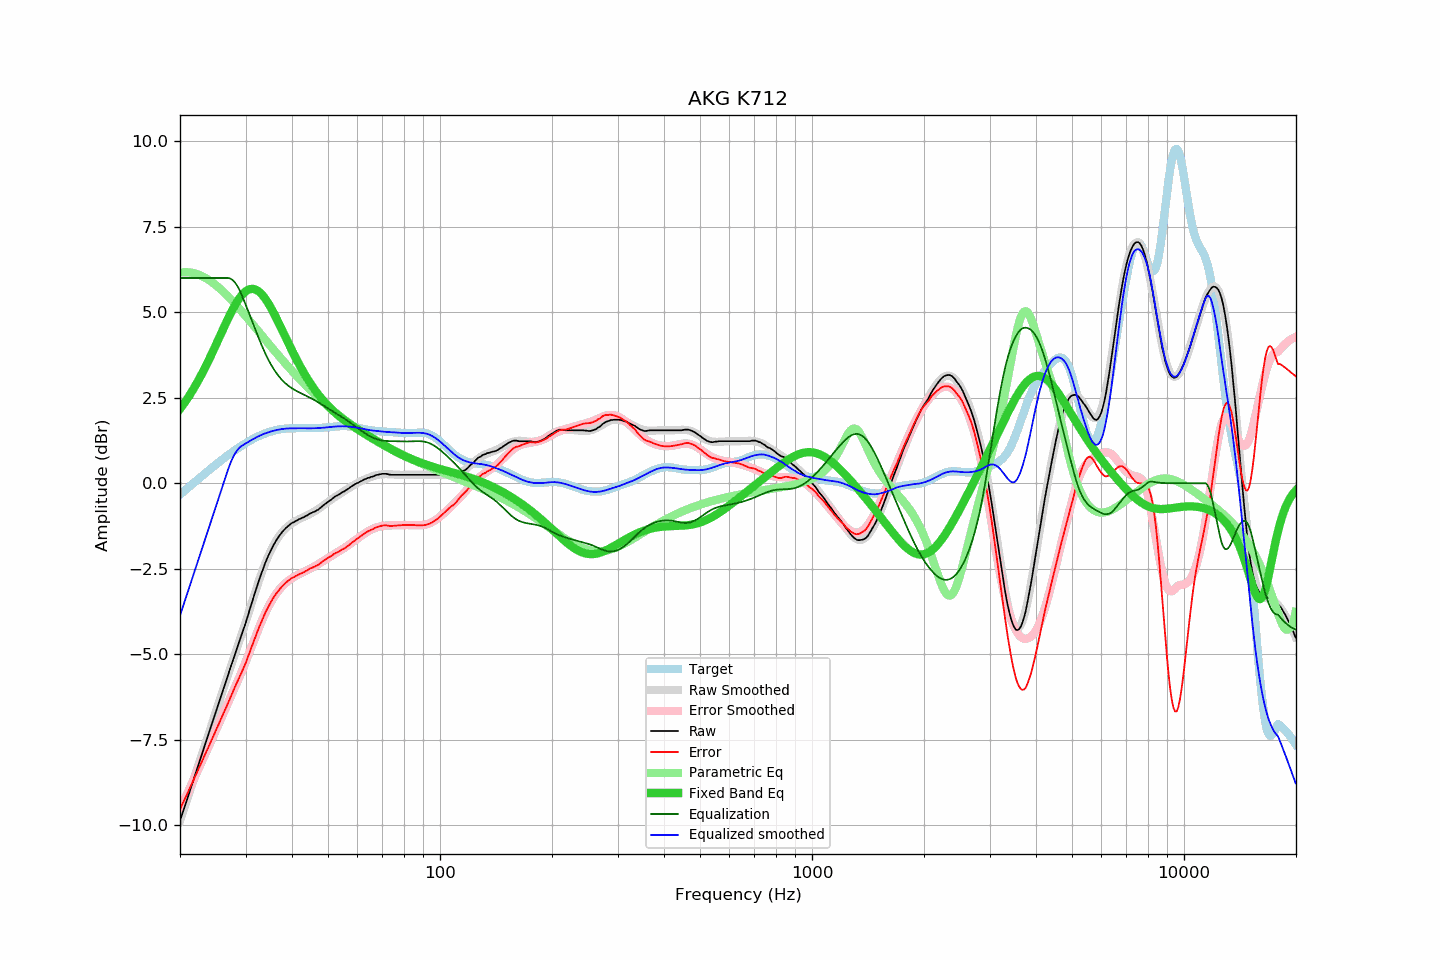 AKG K712
Amplitude (dBr)
10.0
7.5
5.0
2.5
0.0
−2.5
−5.0
−7.5
−10.0
Target
Raw Smoothed
Error Smoothed
Raw
Error
Parametric Eq
Fixed Band Eq
Equalization
Equalized smoothed
100
1000
10000
Frequency (Hz)